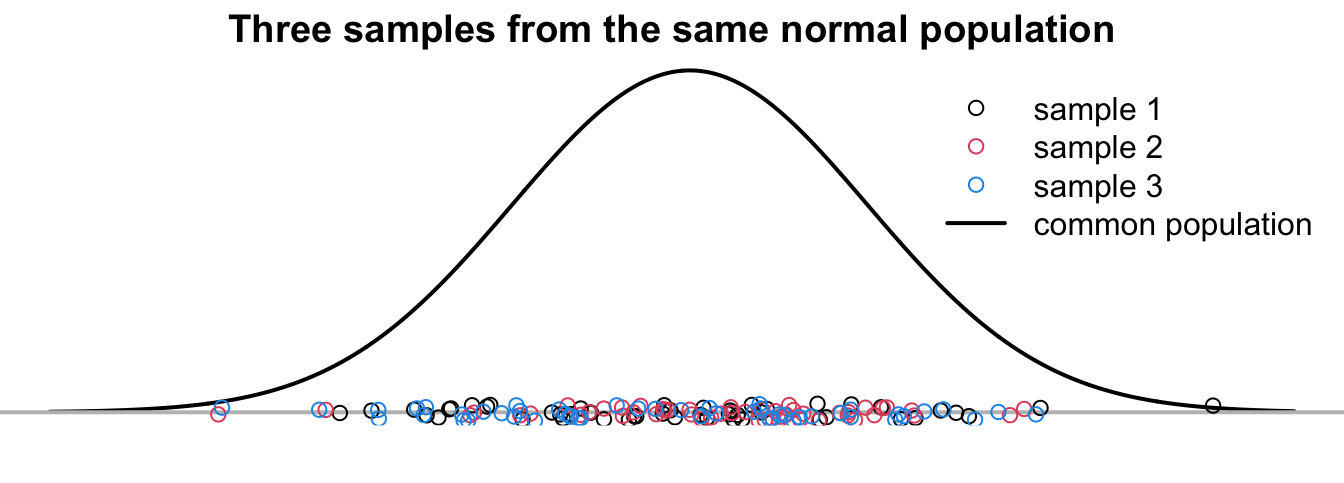 Three samples from the same normal population
sample 1
sample 2
sample 3
common population